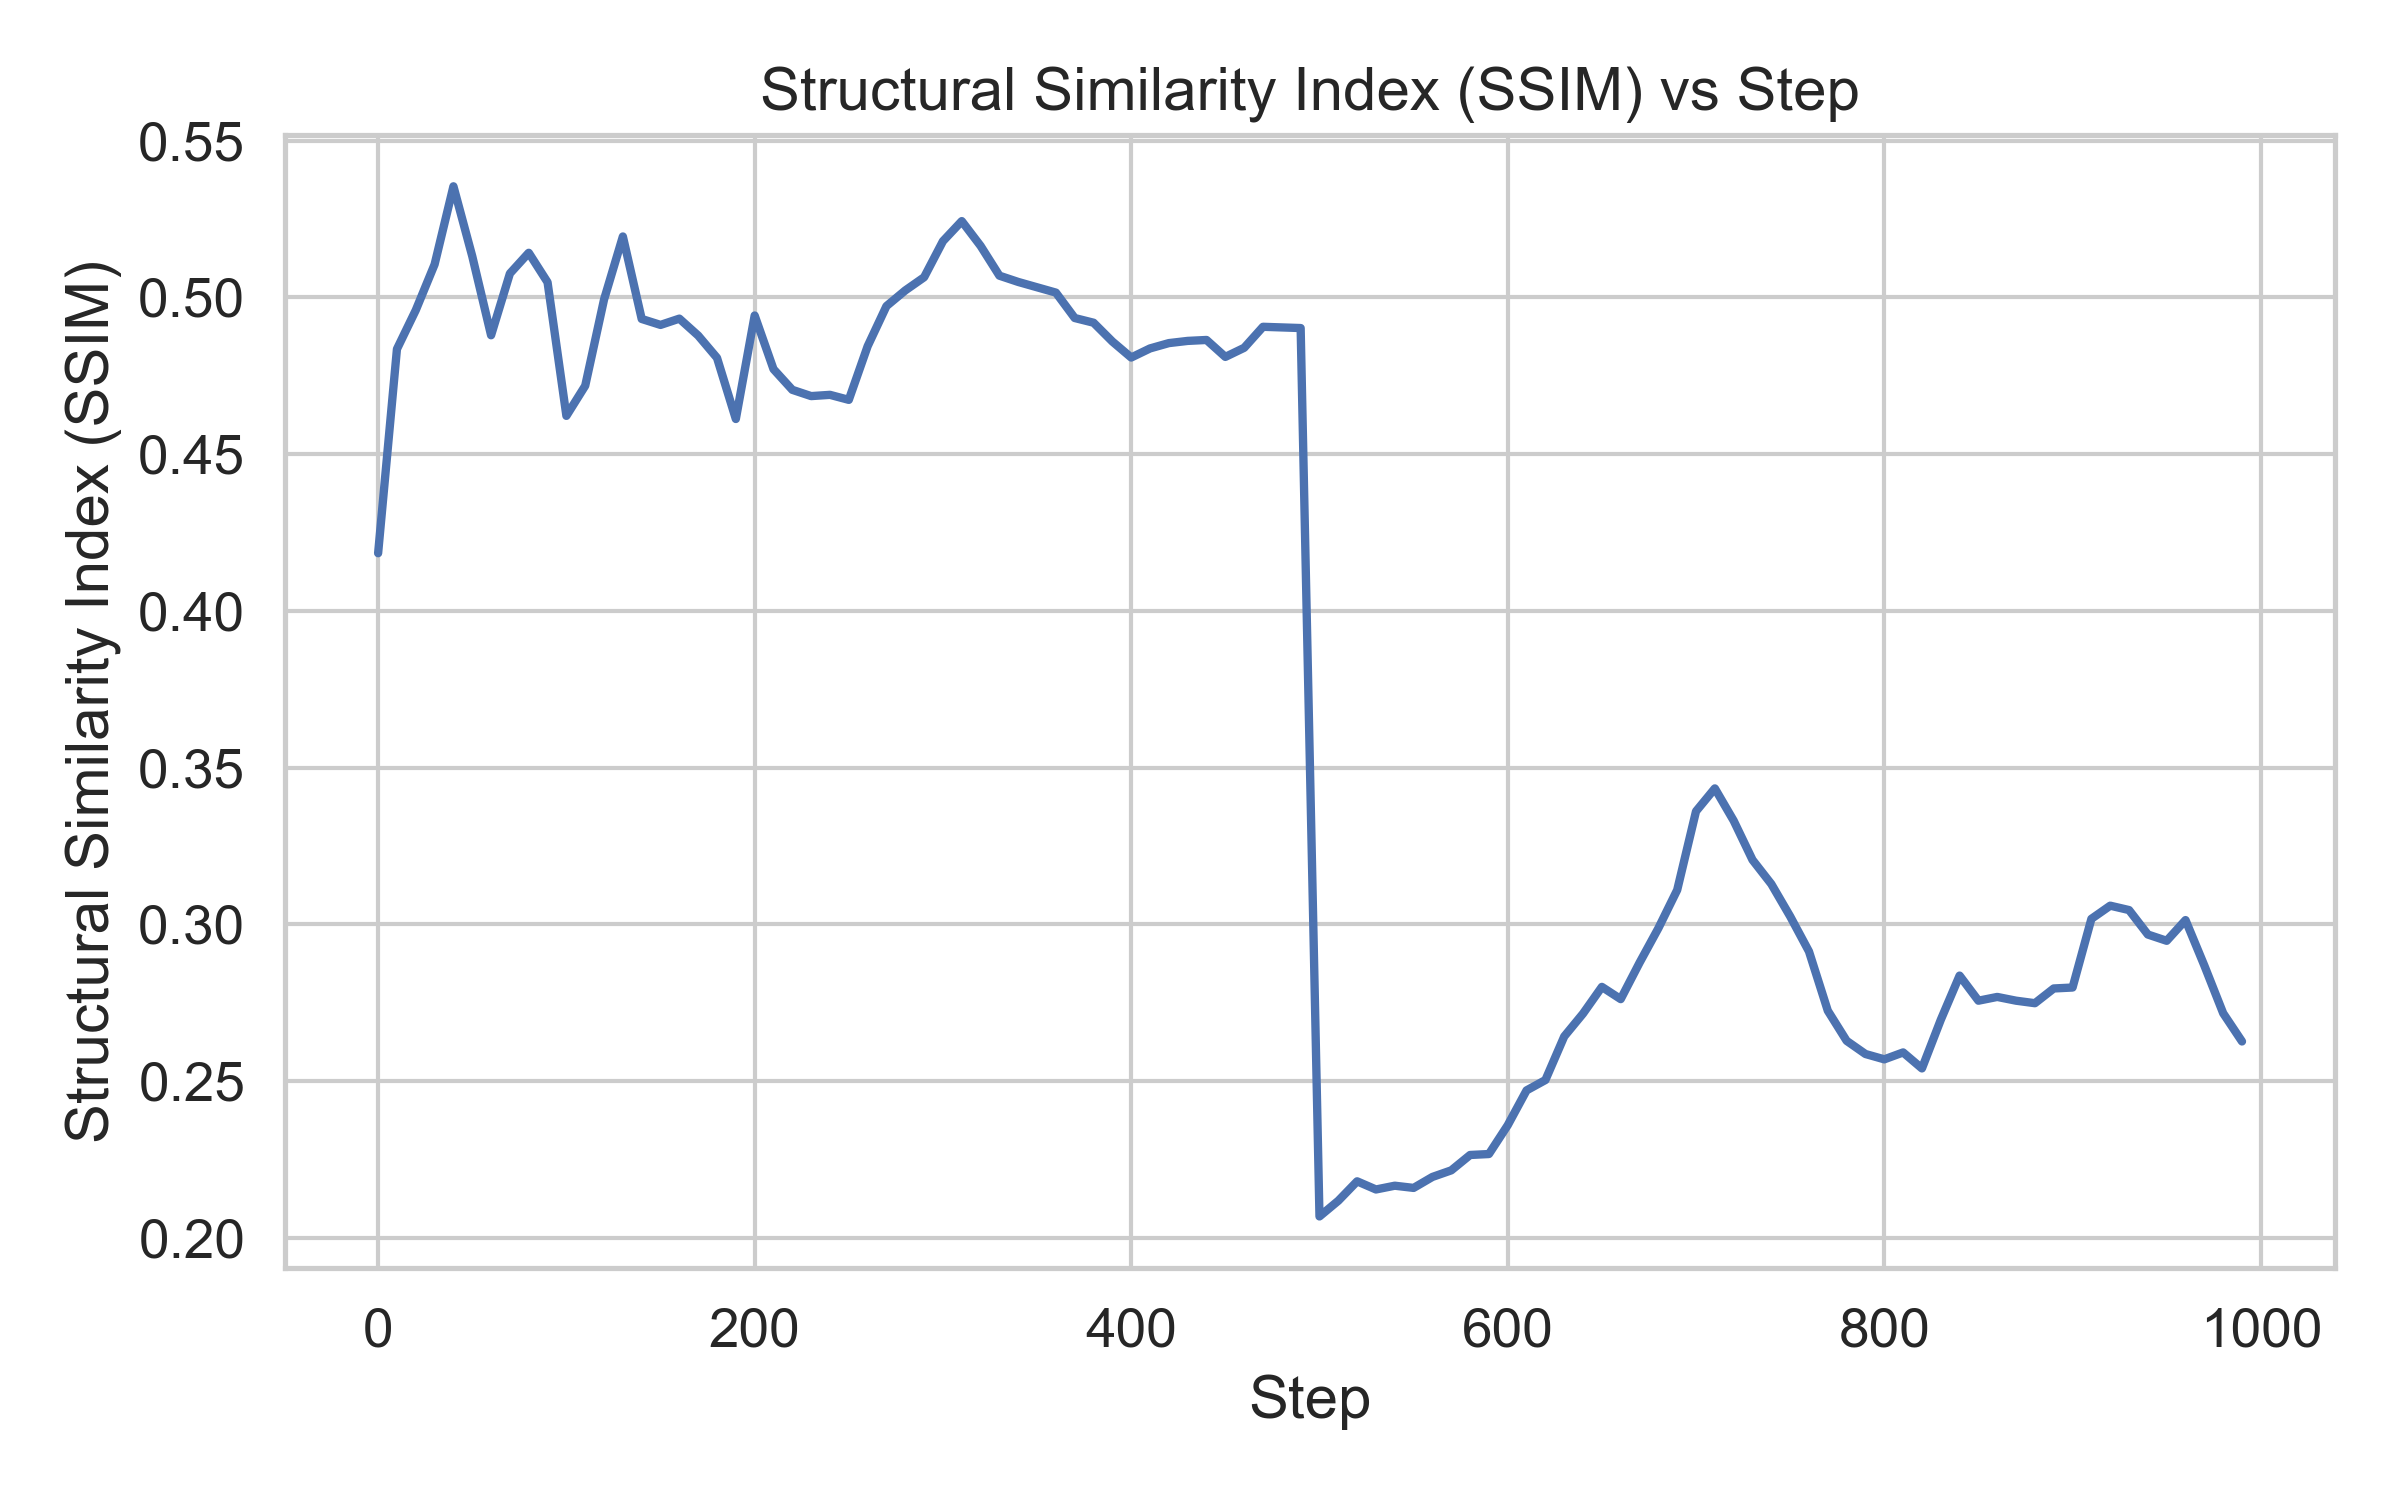 Structural Similarity Index (SSIM) vs Step
Structural Similarity Index (SSIM)
0.55
0.50
0.45
0.40
0.35
0.30
0.25
0.20
0 200 400 600 800 1000
Step